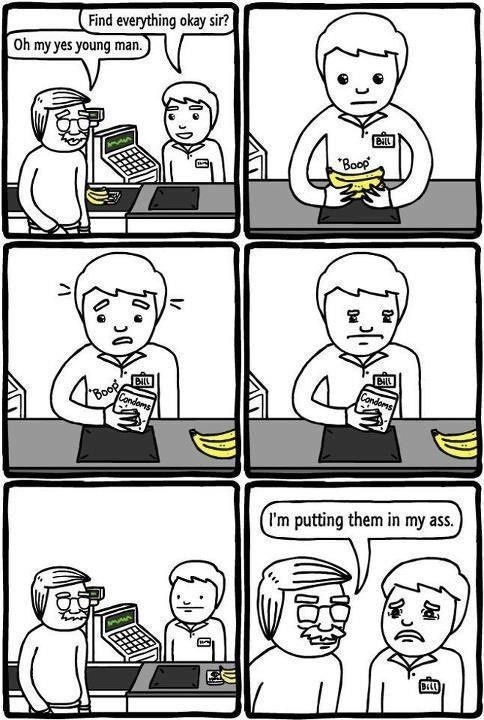 Find everything okay sir?
Oh my yes young man.
Bill
"Boop"
"Boop"
Bill
Condoms
Bill
Condoms
I'm putting them in my ass.
Bill